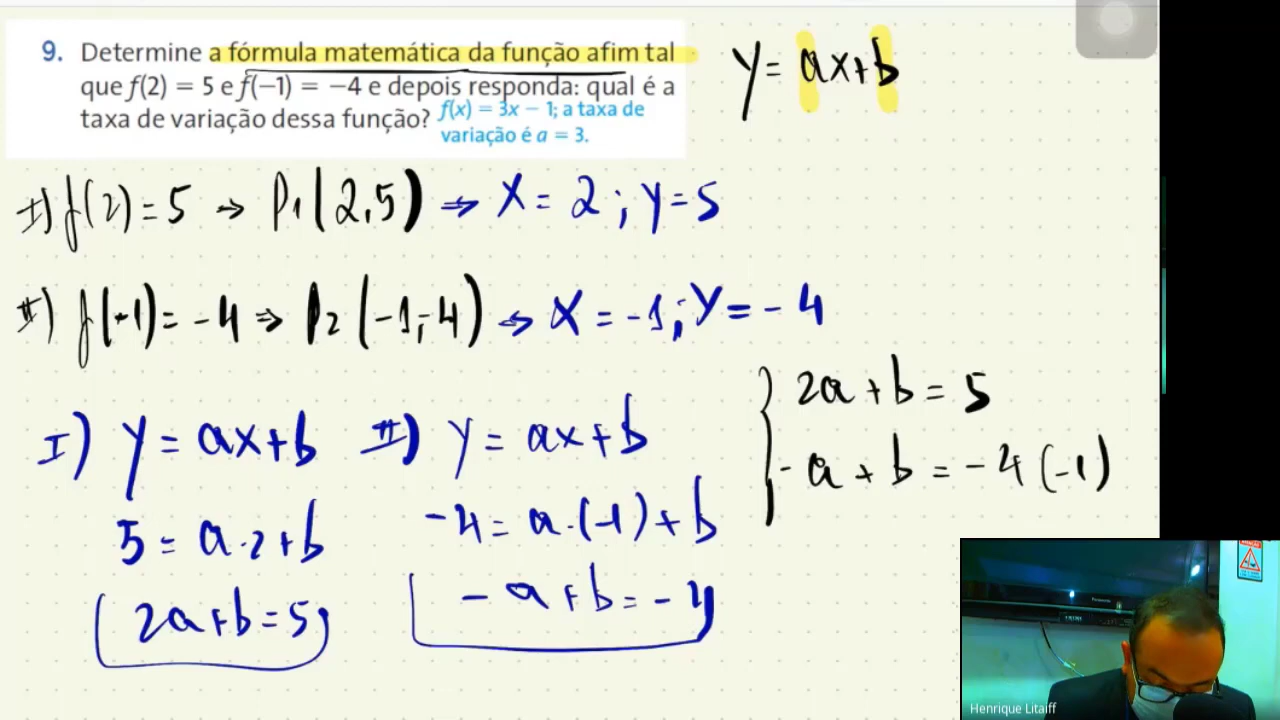 9. Determine a fórmula matemática da função afim tal
que f(2) = 5 e f(−1) = −4 e depois responda: qual é a
taxa de variação dessa função? f(x) = 3x − 1; a taxa de
variação é a = 3.
y = ax+b
I) f(2) = 5 → P1(2,5) → x = 2 ; y = 5
II) f(-1) = -4 → P2(-1,-4) → x = -1 ; y = -4
I) y = ax+b
5 = a·2+b
2a+b=5
II) y = ax+b
-4 = a·(-1)+b
-a+b=-4
2a+b=5
-a+b=-4(-1)
Henrique Litaiff